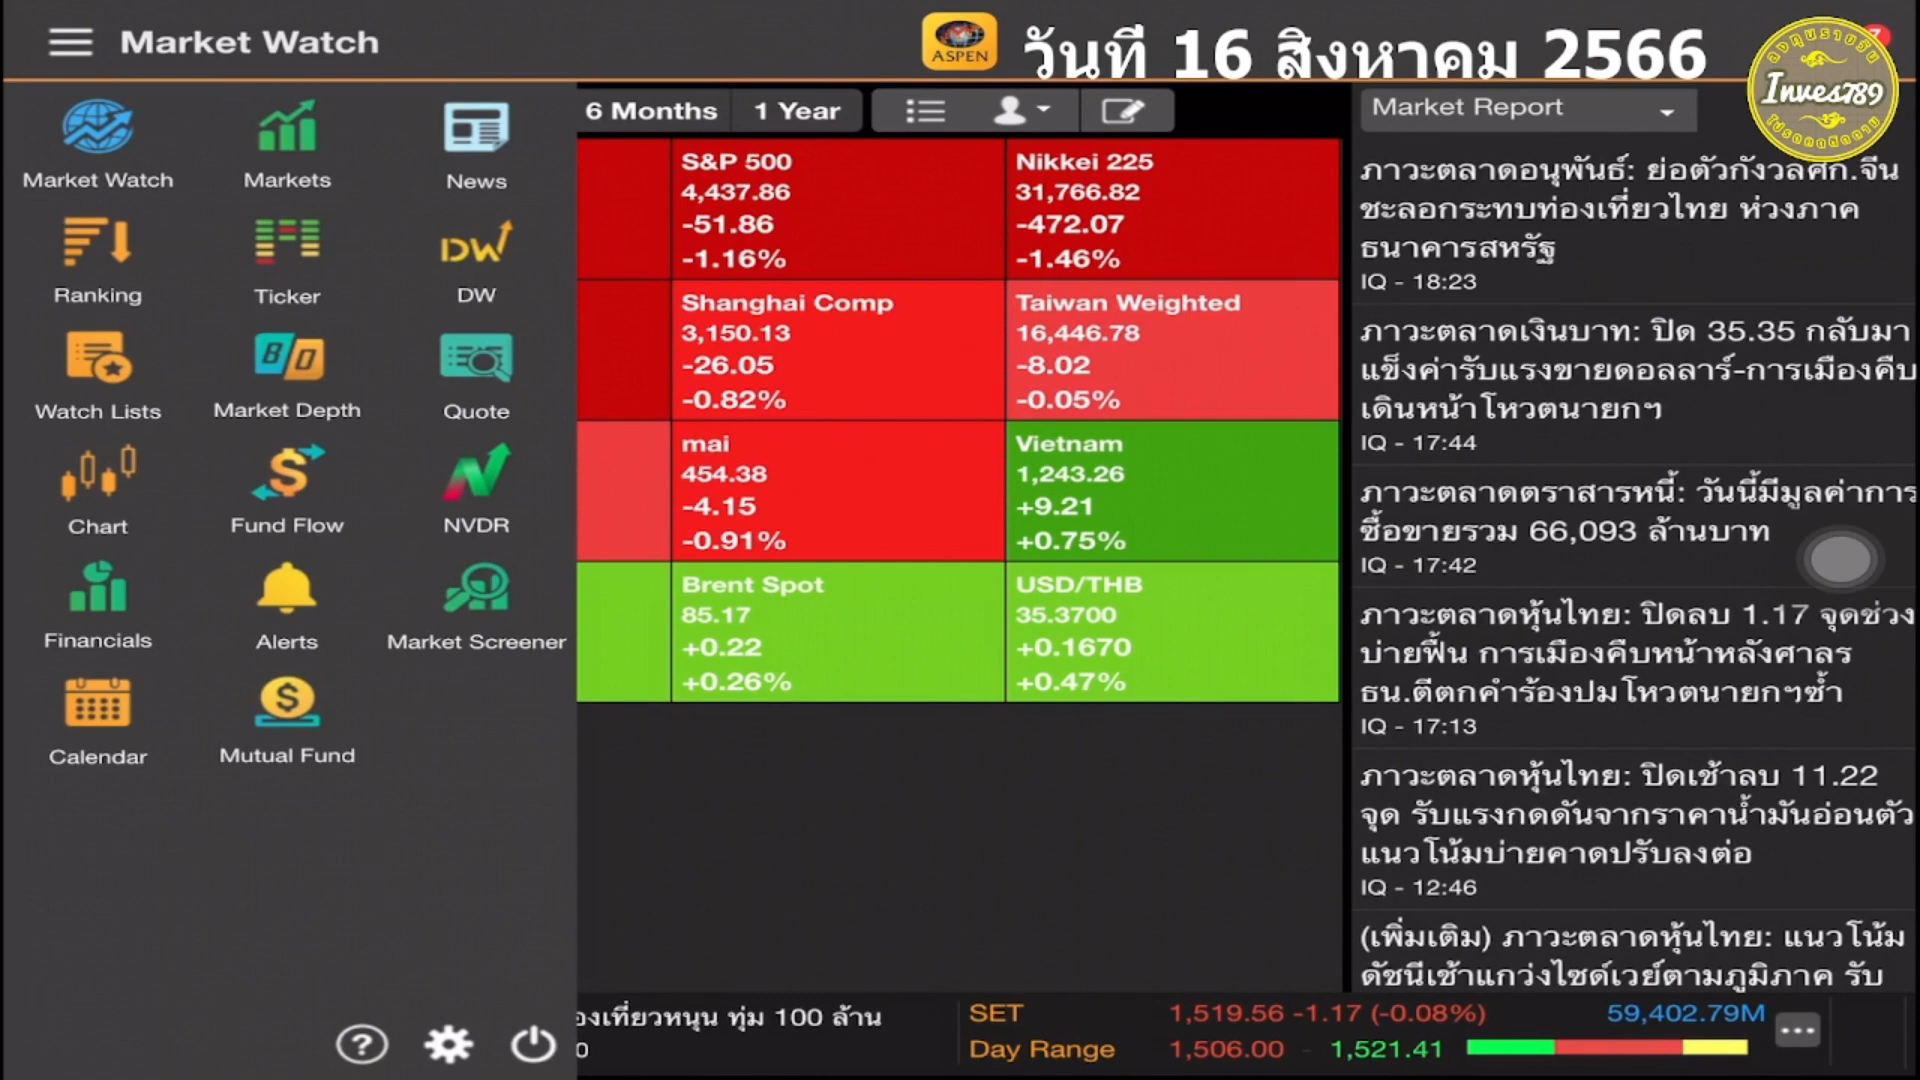 Market Watch
ASPEN
วันที่ 16 สิงหาคม 2566
ลงทุนรายวัน
Inves789
โปรดกดติดตาม
Market Watch
Markets
News
Ranking
Ticker
DW
DW
Watch Lists
Market Depth
Quote
Chart
Fund Flow
NVDR
Financials
Alerts
Market Screener
Calendar
Mutual Fund
6 Months
1 Year
S&P 500
4,437.86
-51.86
-1.16%
Nikkei 225
31,766.82
-472.07
-1.46%
Shanghai Comp
3,150.13
-26.05
-0.82%
Taiwan Weighted
16,446.78
-8.02
-0.05%
mai
454.38
-4.15
-0.91%
Vietnam
1,243.26
+9.21
+0.75%
Brent Spot
85.17
+0.22
+0.26%
USD/THB
35.3700
+0.1670
+0.47%
Market Report
ภาวะตลาดอนุพันธ์: ย่อตัวกังวลศก.จีน
ชะลอกระทบท่องเที่ยวไทย ห่วงภาค
ธนาคารสหรัฐ
IQ - 18:23
ภาวะตลาดเงินบาท: ปิด 35.35 กลับมา
แข็งค่ารับแรงขายดอลลาร์-การเมืองคืบ
เดินหน้าโหวตนายกฯ
IQ - 17:44
ภาวะตลาดตราสารหนี้: วันนี้มีมูลค่าการ
ซื้อขายรวม 66,093 ล้านบาท
IQ - 17:42
ภาวะตลาดหุ้นไทย: ปิดลบ 1.17 จุดช่วง
บ่ายฟื้น การเมืองคืบหน้าหลังศาลร
ธน.ตีตกคำร้องปมโหวตนายกฯซ้ำ
IQ - 17:13
ภาวะตลาดหุ้นไทย: ปิดเช้าลบ 11.22
จุด รับแรงกดดันจากราคาน้ำมันอ่อนตัว
แนวโน้มบ่ายคาดปรับลงต่อ
IQ - 12:46
(เพิ่มเติม) ภาวะตลาดหุ้นไทย: แนวโน้ม
ดัชนีเช้าแกว่งไซด์เวย์ตามภูมิภาค รับ
องเที่ยวหนุน ทุ่ม 100 ล้าน
0
SET 1,519.56 -1.17 (-0.08%) 59,402.79M
Day Range 1,506.00 - 1,521.41